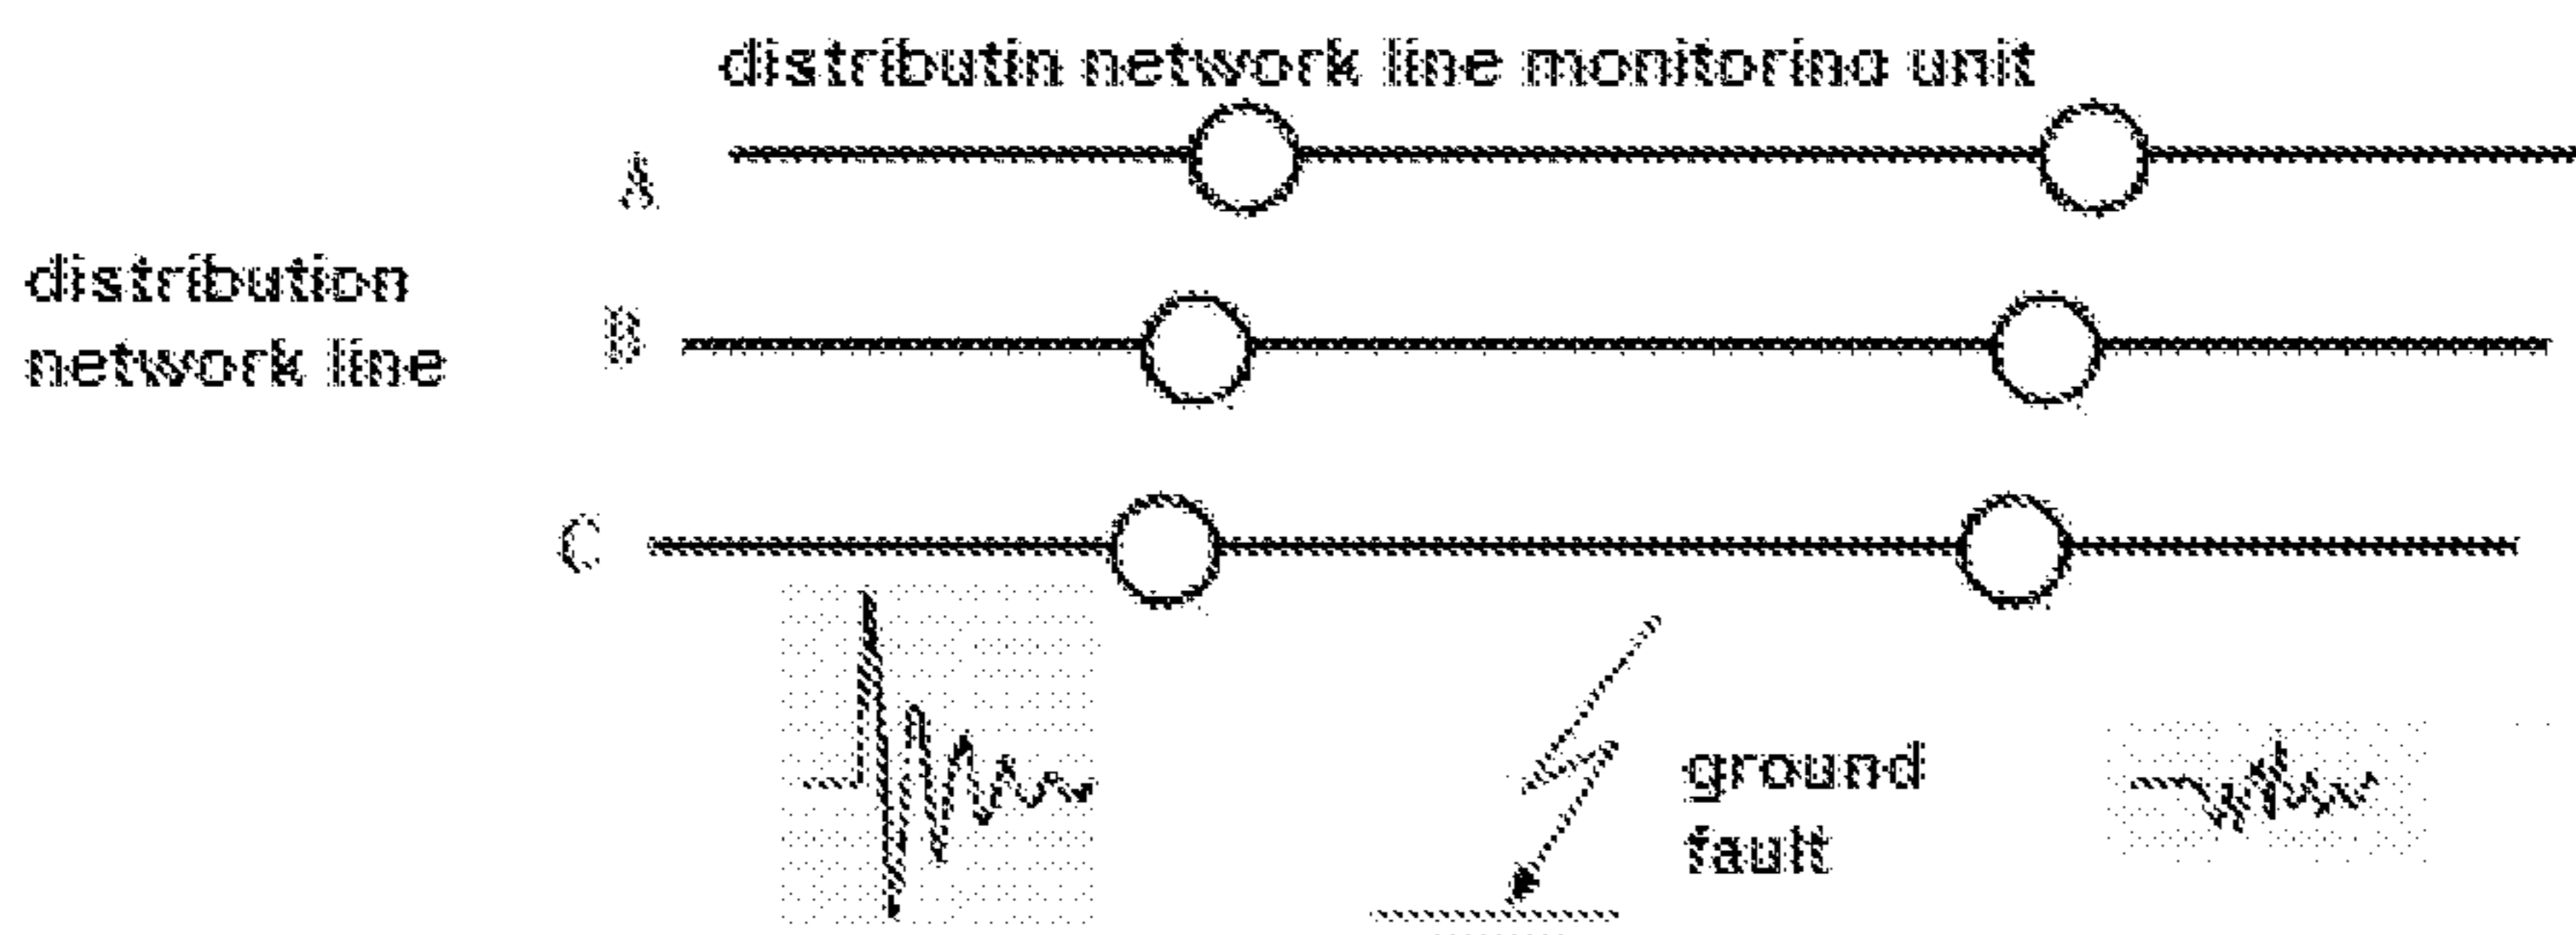 distributin network line monitoring unit
A
distribution
network line
B
C
ground
fault